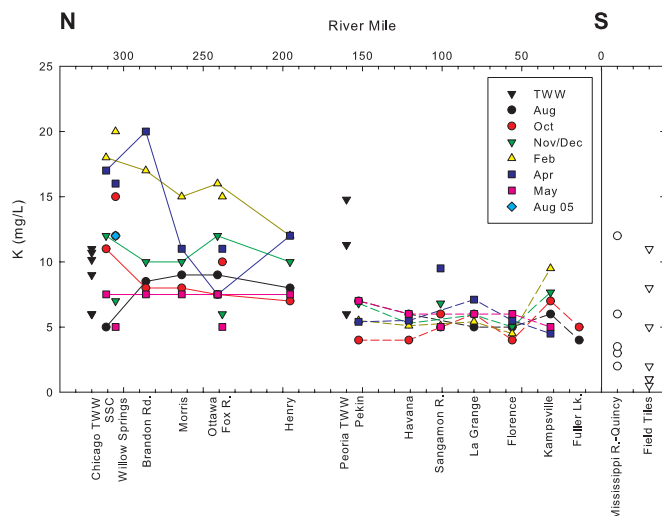 N
River Mile
S
300
250
200
150
100
50
0
-50
25
20
15
10
5
0
K (mg/L)
TWW
Aug
Oct
Nov/Dec
Feb
Apr
May
Aug 05
Chicago TWW
SSC
Willow Springs
Brandon Rd.
Morris
Ottawa
Fox R.
Henry
Peoria TWW
Pekin
Havana
Sangamon R.
La Grange
Florence
Kampsville
Fuller Lk.
Mississippi R.-Quincy
Field Tiles